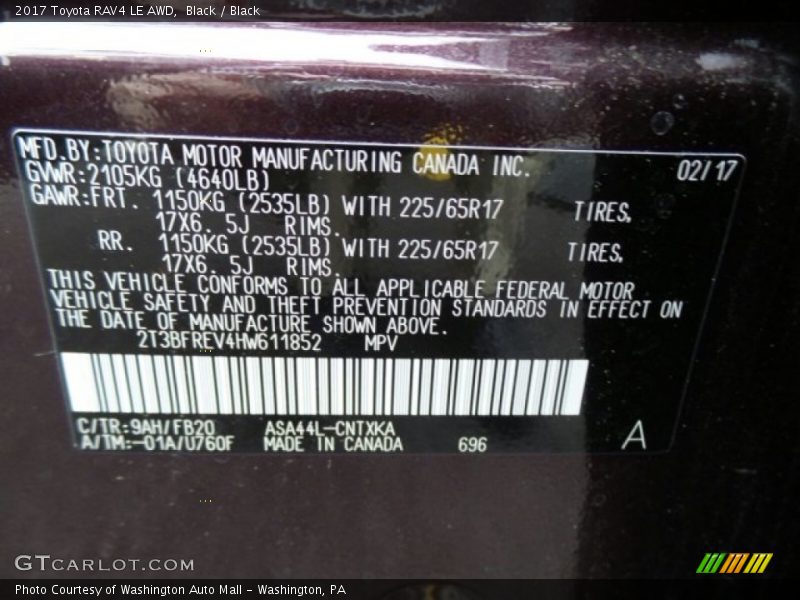 2017 Toyota RAV4 LE AWD, Black / Black
MFD.BY:TOYOTA MOTOR MANUFACTURING CANADA INC. 02/17
GVWR:2105KG (4640LB)
GAWR:FRT. 1150KG (2535LB) WITH 225/65R17 TIRES,
17X6. 5J RIMS.
RR. 1150KG (2535LB) WITH 225/65R17 TIRES,
17X6. 5J RIMS.
THIS VEHICLE CONFORMS TO ALL APPLICABLE FEDERAL MOTOR
VEHICLE SAFETY AND THEFT PREVENTION STANDARDS IN EFFECT ON
THE DATE OF MANUFACTURE SHOWN ABOVE.
2T3BFREV4HW611852 MPV
C/TR:9AH/FB20 ASA44L-CNTXKA
A/TM:-01A/U760F MADE IN CANADA 696 A
GTCARLOT.COM
Photo Courtesy of Washington Auto Mall - Washington, PA